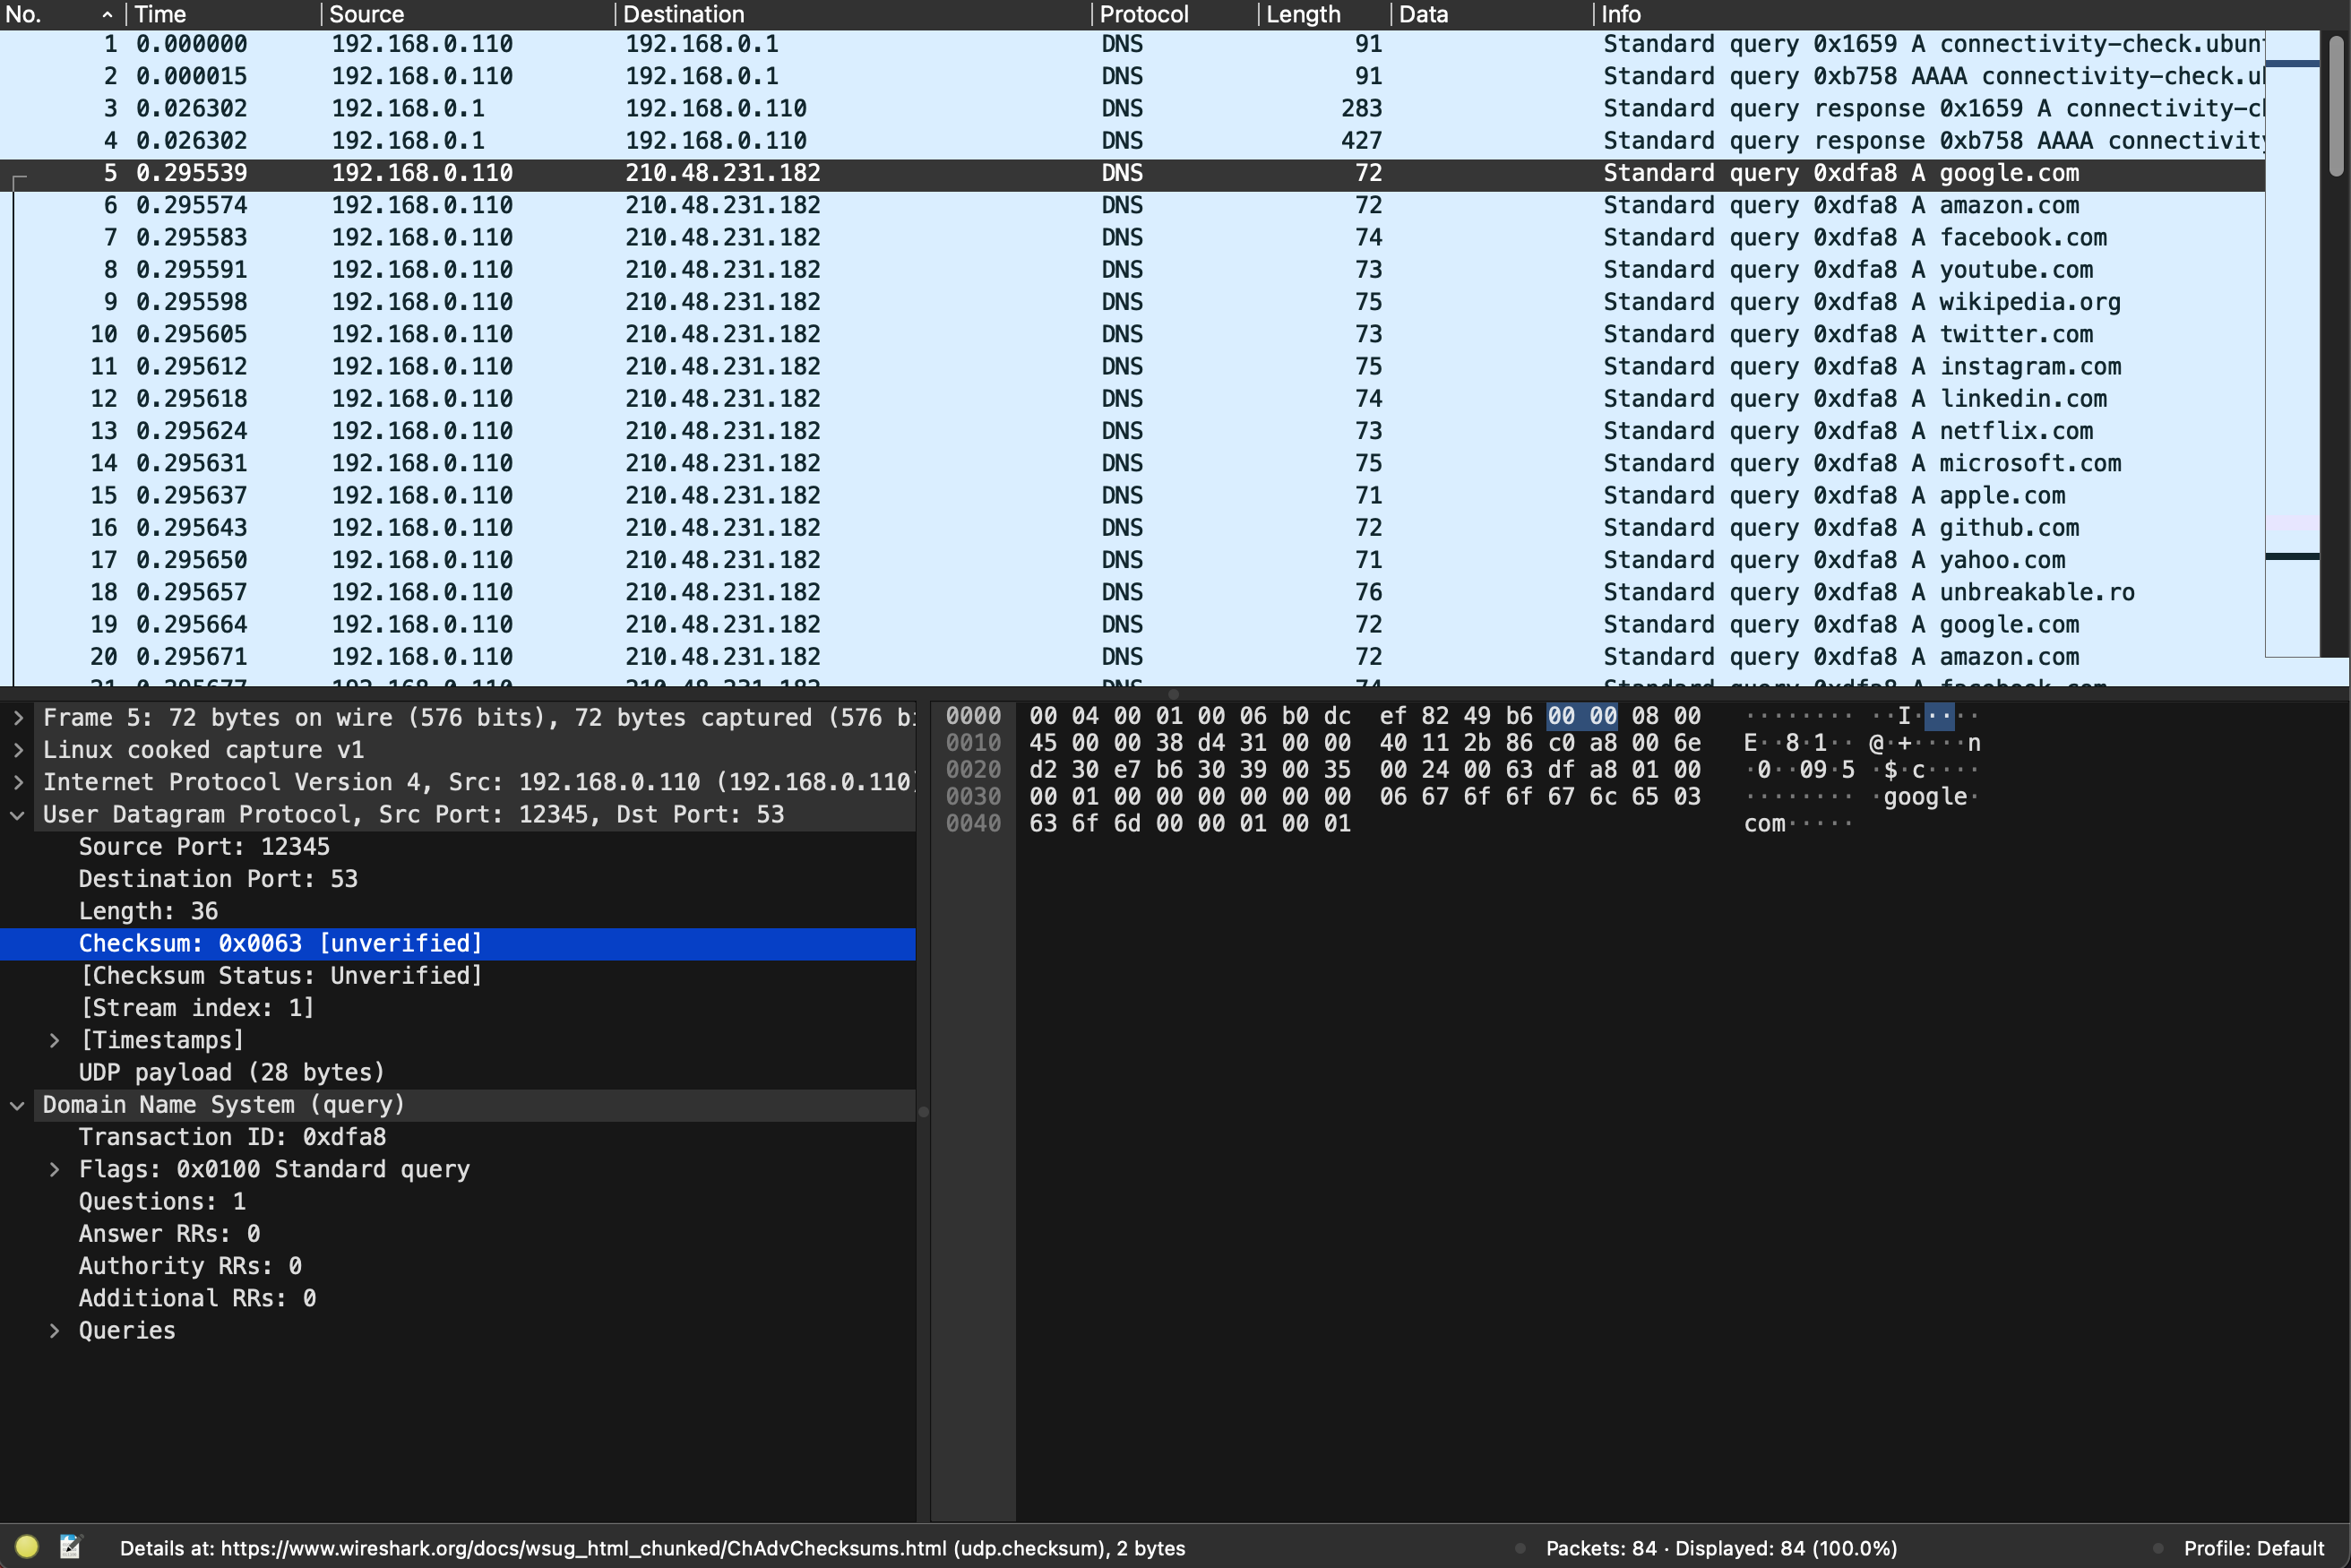 No. Time Source Destination Protocol Length Data Info
1 0.000000 192.168.0.110 192.168.0.1 DNS 91 Standard query 0x1659 A connectivity-check.ubun
2 0.000015 192.168.0.110 192.168.0.1 DNS 91 Standard query 0xb758 AAAA connectivity-check.u
3 0.026302 192.168.0.1 192.168.0.110 DNS 283 Standard query response 0x1659 A connectivity-c
4 0.026302 192.168.0.1 192.168.0.110 DNS 427 Standard query response 0xb758 AAAA connectivity
5 0.295539 192.168.0.110 210.48.231.182 DNS 72 Standard query 0xdfa8 A google.com
6 0.295574 192.168.0.110 210.48.231.182 DNS 72 Standard query 0xdfa8 A amazon.com
7 0.295583 192.168.0.110 210.48.231.182 DNS 74 Standard query 0xdfa8 A facebook.com
8 0.295591 192.168.0.110 210.48.231.182 DNS 73 Standard query 0xdfa8 A youtube.com
9 0.295598 192.168.0.110 210.48.231.182 DNS 75 Standard query 0xdfa8 A wikipedia.org
10 0.295605 192.168.0.110 210.48.231.182 DNS 73 Standard query 0xdfa8 A twitter.com
11 0.295612 192.168.0.110 210.48.231.182 DNS 75 Standard query 0xdfa8 A instagram.com
12 0.295618 192.168.0.110 210.48.231.182 DNS 74 Standard query 0xdfa8 A linkedin.com
13 0.295624 192.168.0.110 210.48.231.182 DNS 73 Standard query 0xdfa8 A netflix.com
14 0.295631 192.168.0.110 210.48.231.182 DNS 75 Standard query 0xdfa8 A microsoft.com
15 0.295637 192.168.0.110 210.48.231.182 DNS 71 Standard query 0xdfa8 A apple.com
16 0.295643 192.168.0.110 210.48.231.182 DNS 72 Standard query 0xdfa8 A github.com
17 0.295650 192.168.0.110 210.48.231.182 DNS 71 Standard query 0xdfa8 A yahoo.com
18 0.295657 192.168.0.110 210.48.231.182 DNS 76 Standard query 0xdfa8 A unbreakable.ro
19 0.295664 192.168.0.110 210.48.231.182 DNS 72 Standard query 0xdfa8 A google.com
20 0.295671 192.168.0.110 210.48.231.182 DNS 72 Standard query 0xdfa8 A amazon.com
21 0.295677 192.168.0.110 210.48.231.182 DNS 74 Standard query 0xdfa8 A facebook.com
Frame 5: 72 bytes on wire (576 bits), 72 bytes captured (576 bi
Linux cooked capture v1
Internet Protocol Version 4, Src: 192.168.0.110 (192.168.0.110)
User Datagram Protocol, Src Port: 12345, Dst Port: 53
Source Port: 12345
Destination Port: 53
Length: 36
Checksum: 0x0063 [unverified]
[Checksum Status: Unverified]
[Stream index: 1]
[Timestamps]
UDP payload (28 bytes)
Domain Name System (query)
Transaction ID: 0xdfa8
Flags: 0x0100 Standard query
Questions: 1
Answer RRs: 0
Authority RRs: 0
Additional RRs: 0
Queries
0000 00 04 00 01 00 06 b0 dc ef 82 49 b6 00 00 08 00 ········ ··I·····
0010 45 00 00 38 d4 31 00 00 40 11 2b 86 c0 a8 00 6e E··8·1·· @·+····n
0020 d2 30 e7 b6 30 39 00 35 00 24 00 63 df a8 01 00 ·0··09·5 ·$·c····
0030 00 01 00 00 00 00 00 00 06 67 6f 6f 67 6c 65 03 ········ ·google·
0040 63 6f 6d 00 00 01 00 01 com·····
Details at: https://www.wireshark.org/docs/wsug_html_chunked/ChAdvChecksums.html (udp.checksum), 2 bytes
Packets: 84 · Displayed: 84 (100.0%)
Profile: Default